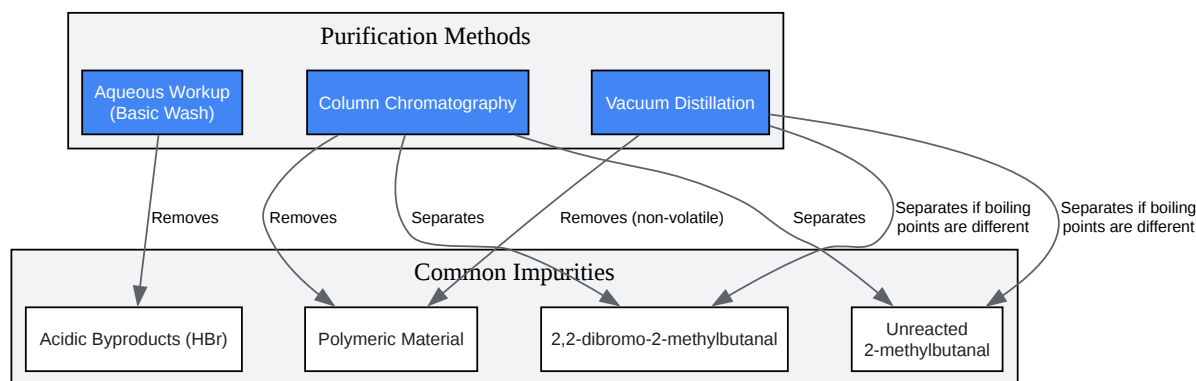 Purification Methods
Aqueous Workup
(Basic Wash)
Column Chromatography
Vacuum Distillation
Removes
Removes
Separates
Removes (non-volatile)
Separates
Separates if boiling
points are different
Separates if boiling
points are different
Common Impurities
Acidic Byproducts (HBr)
Polymeric Material
2,2-dibromo-2-methylbutanal
Unreacted
2-methylbutanal